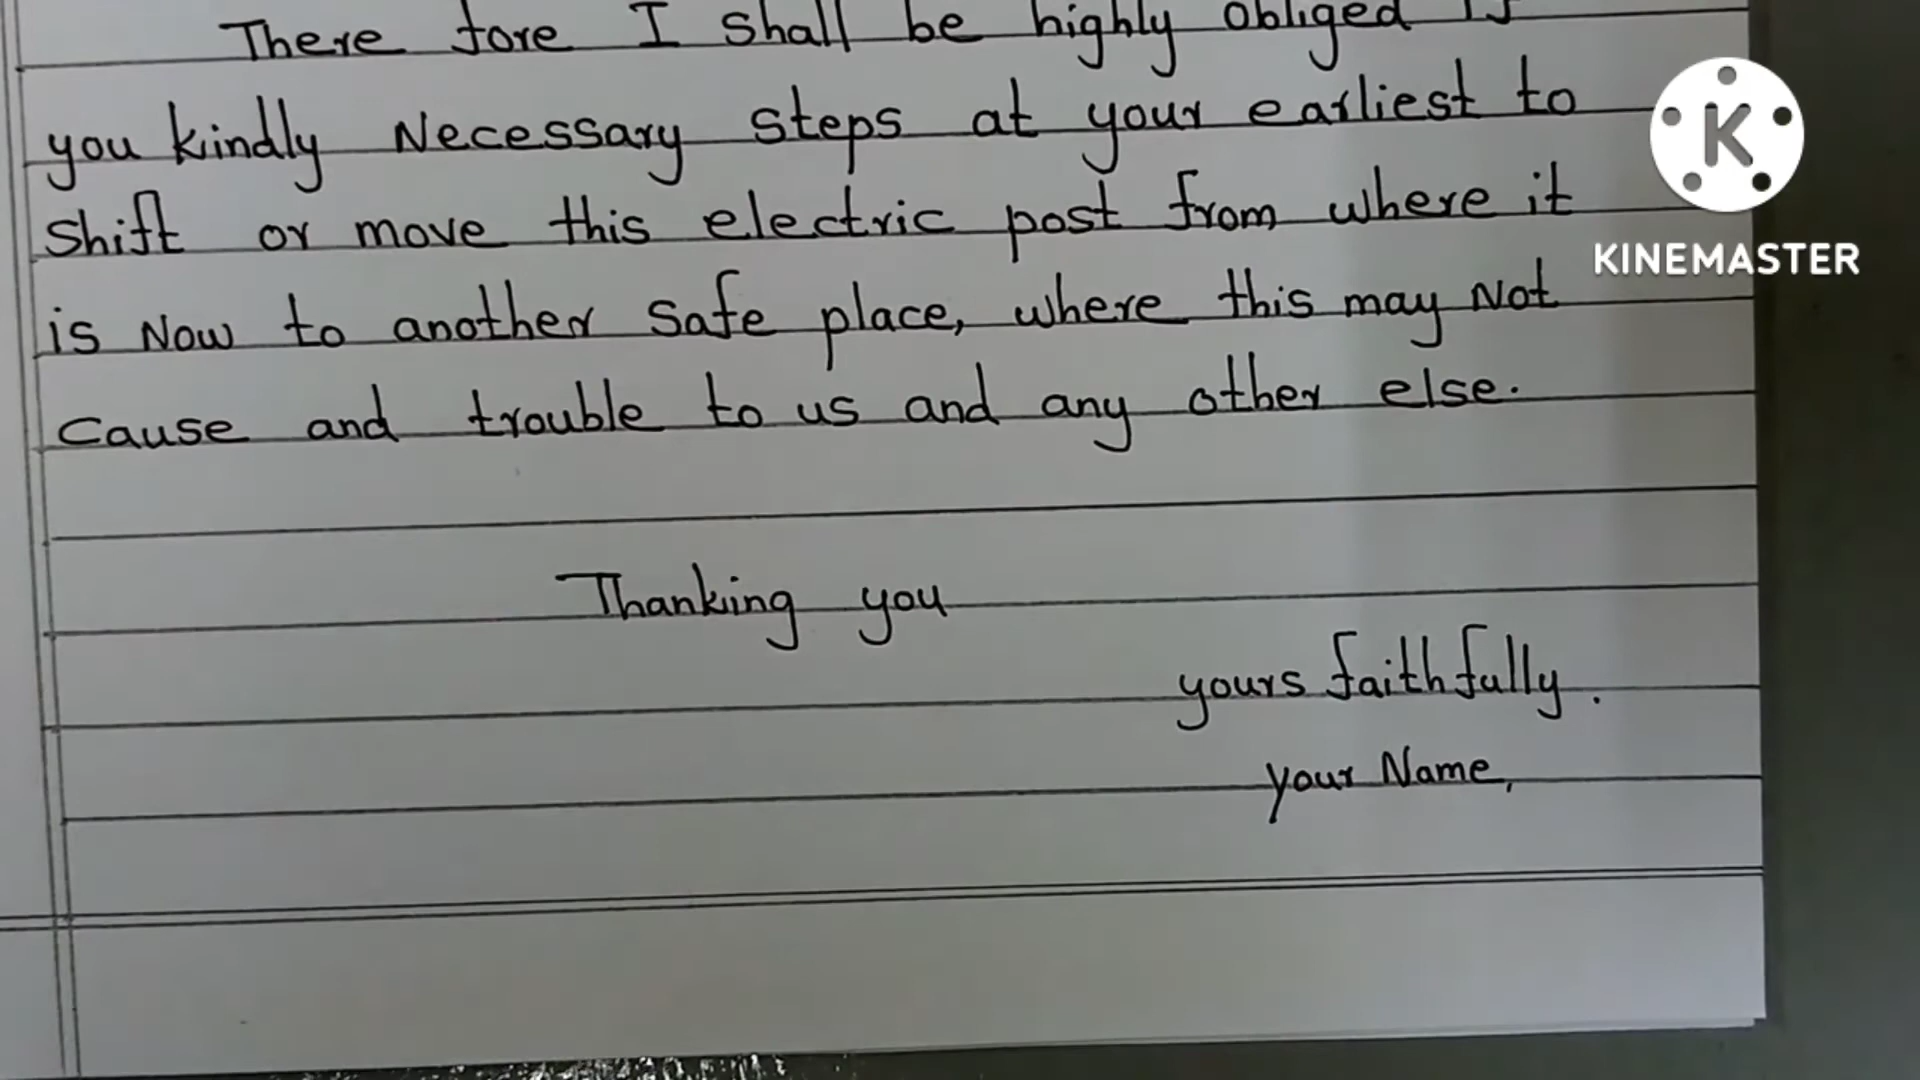 There fore I shall be highly obliged if
you kindly Necessary steps at your earliest to
shift or move this electric post from where it
is Now to another safe place, where this may Not
cause and trouble to us and any other else.
Thanking you
yours faithfully.
your Name,
K
KINEMASTER